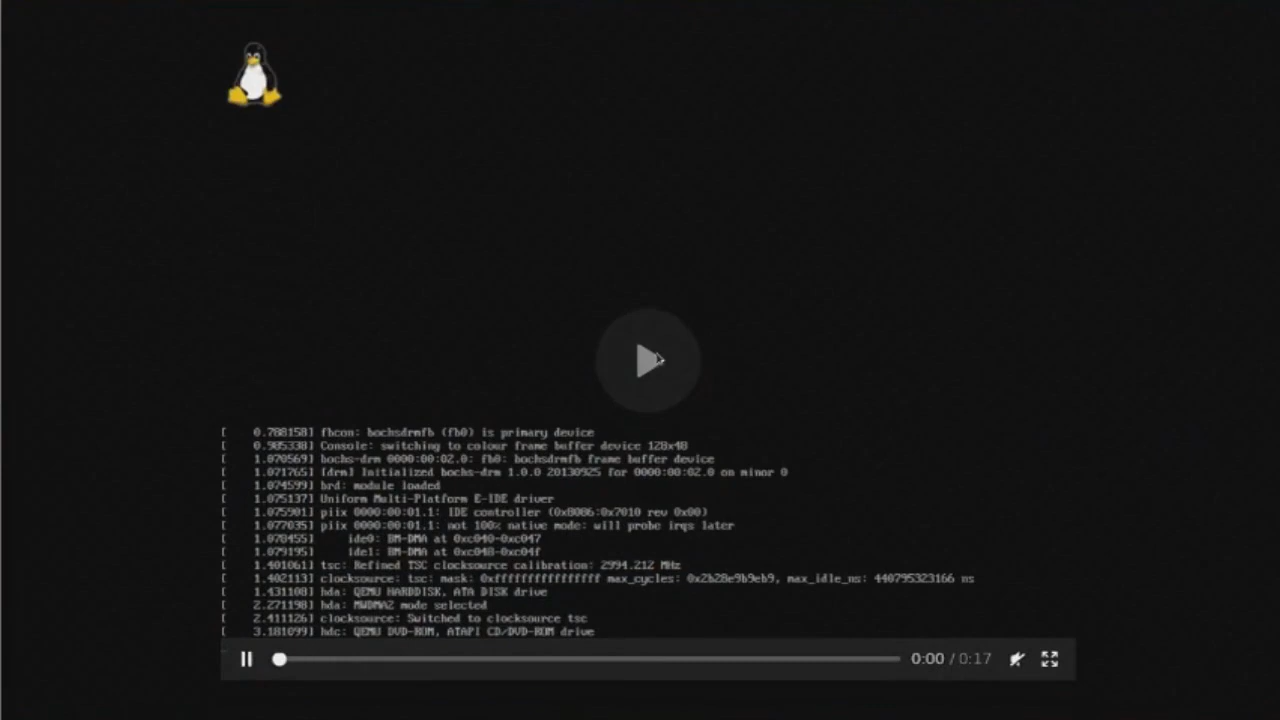 [    0.788158] fbcon: bochsdrmfb (fb0) is primary device
[    0.985338] Console: switching to colour frame buffer device 128x48
[    1.070569] bochs-drm 0000:00:02.0: fb0: bochsdrmfb frame buffer device
[    1.071765] [drm] Initialized bochs-drm 1.0.0 20130925 for 0000:00:02.0 on minor 0
[    1.074599] brd: module loaded
[    1.075137] Uniform Multi-Platform E-IDE driver
[    1.075901] piix 0000:00:01.1: IDE controller (0x8086:0x7010 rev 0x00)
[    1.077035] piix 0000:00:01.1: not 100% native mode: will probe irqs later
[    1.078455]     ide0: BM-DMA at 0xc040-0xc047
[    1.079195]     ide1: BM-DMA at 0xc048-0xc04f
[    1.401061] tsc: Refined TSC clocksource calibration: 2994.212 MHz
[    1.402113] clocksource: tsc: mask: 0xffffffffffffffff max_cycles: 0x2b28e9b9eb9, max_idle_ns: 440795323166 ns
[    1.431108] hda: QEMU HARDDISK, ATA DISK drive
[    2.271198] hda: MWDMA2 mode selected
[    2.411126] clocksource: Switched to clocksource tsc
[    3.181099] hdc: QEMU DVD-ROM, ATAPI CD/DVD-ROM drive
0:00 / 0:17